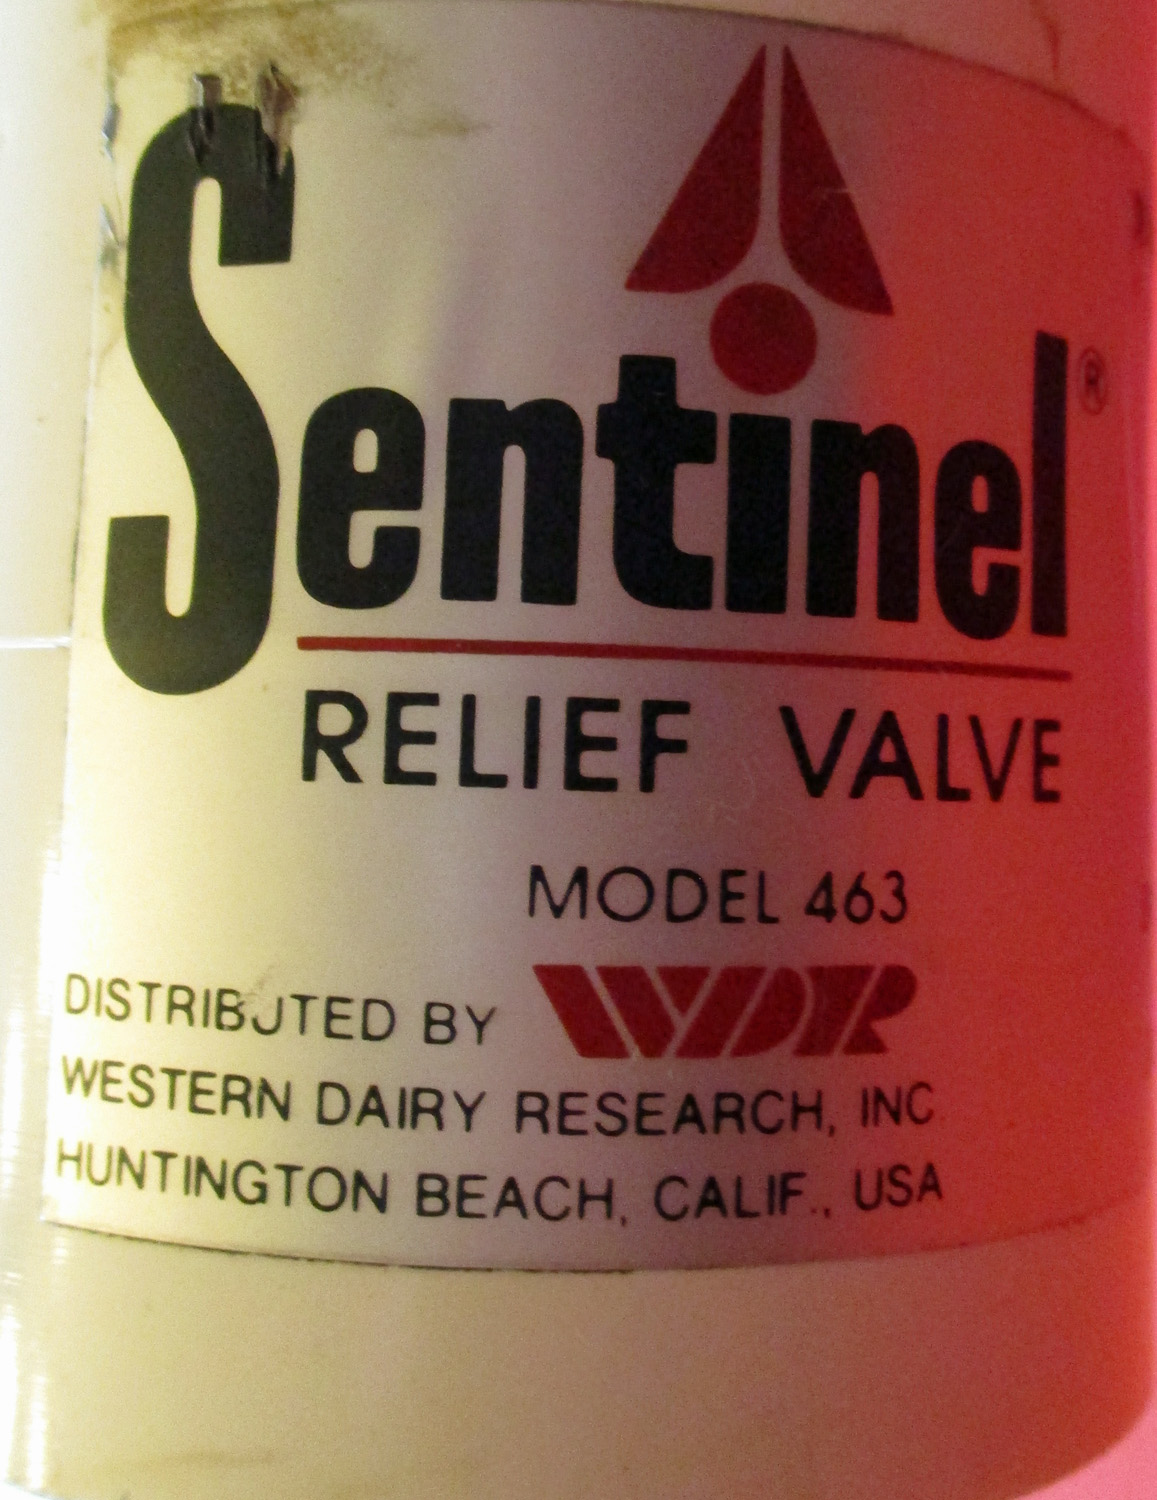 Sentinel®
RELIEF VALVE
MODEL 463
DISTRIBUTED BY WDR
WESTERN DAIRY RESEARCH, INC.
HUNTINGTON BEACH, CALIF., USA